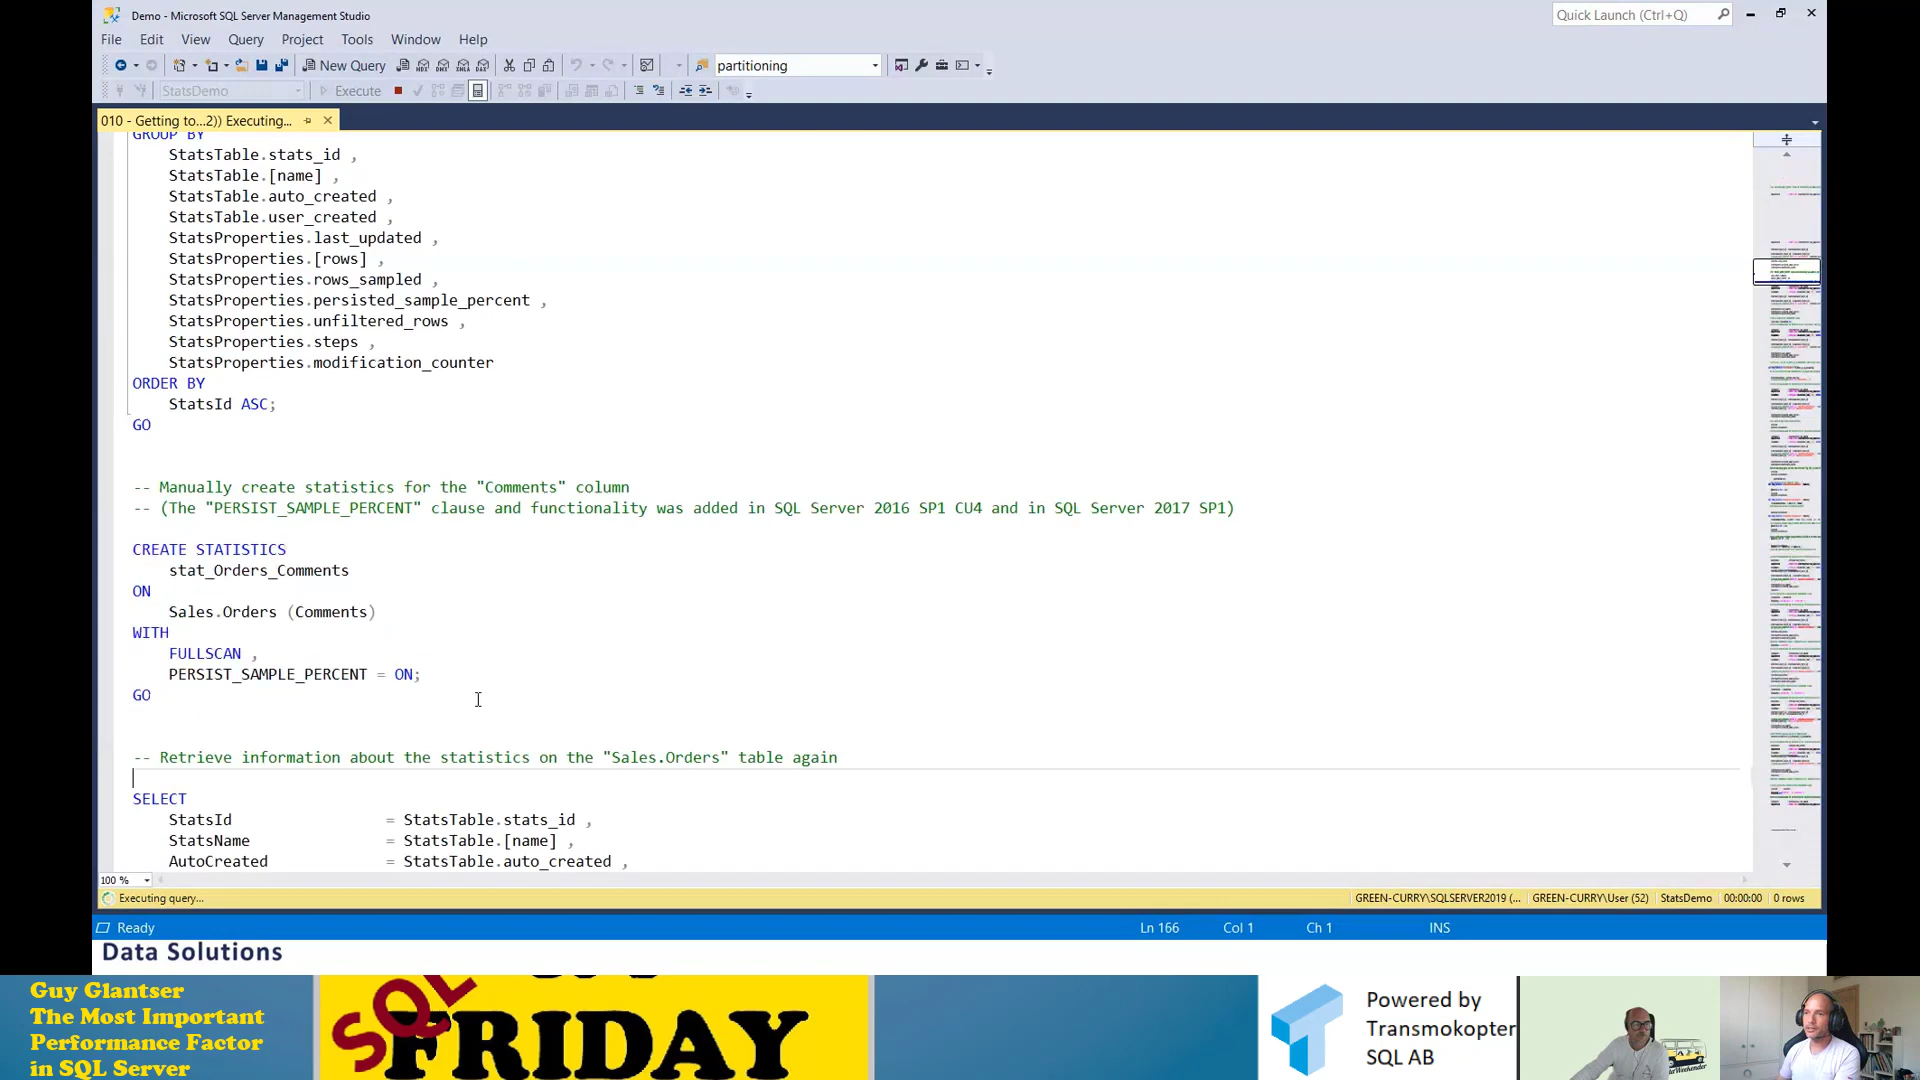 Demo - Microsoft SQL Server Management Studio
Quick Launch (Ctrl+Q)
File Edit View Query Project Tools Window Help
New Query
partitioning
StatsDemo
Execute
010 - Getting to...2)) Executing...
GROUP BY
StatsTable.stats_id ,
StatsTable.[name] ,
StatsTable.auto_created ,
StatsTable.user_created ,
StatsProperties.last_updated ,
StatsProperties.[rows] ,
StatsProperties.rows_sampled ,
StatsProperties.persisted_sample_percent ,
StatsProperties.unfiltered_rows ,
StatsProperties.steps ,
StatsProperties.modification_counter
ORDER BY
StatsId ASC;
GO
-- Manually create statistics for the "Comments" column
-- (The "PERSIST_SAMPLE_PERCENT" clause and functionality was added in SQL Server 2016 SP1 CU4 and in SQL Server 2017 SP1)
CREATE STATISTICS
stat_Orders_Comments
ON
Sales.Orders (Comments)
WITH
FULLSCAN ,
PERSIST_SAMPLE_PERCENT = ON;
GO
-- Retrieve information about the statistics on the "Sales.Orders" table again
SELECT
StatsId = StatsTable.stats_id ,
StatsName = StatsTable.[name] ,
AutoCreated = StatsTable.auto_created ,
100 %
Executing query...
GREEN-CURRY\SQLSERVER2019 (...
GREEN-CURRY\User (52)
StatsDemo
00:00:00
0 rows
Ready
Ln 166
Col 1
Ch 1
INS
Data Solutions
Guy Glantser
The Most Important
Performance Factor
in SQL Server
SQL
FRIDAY
Powered by
Transmokopter
SQL AB